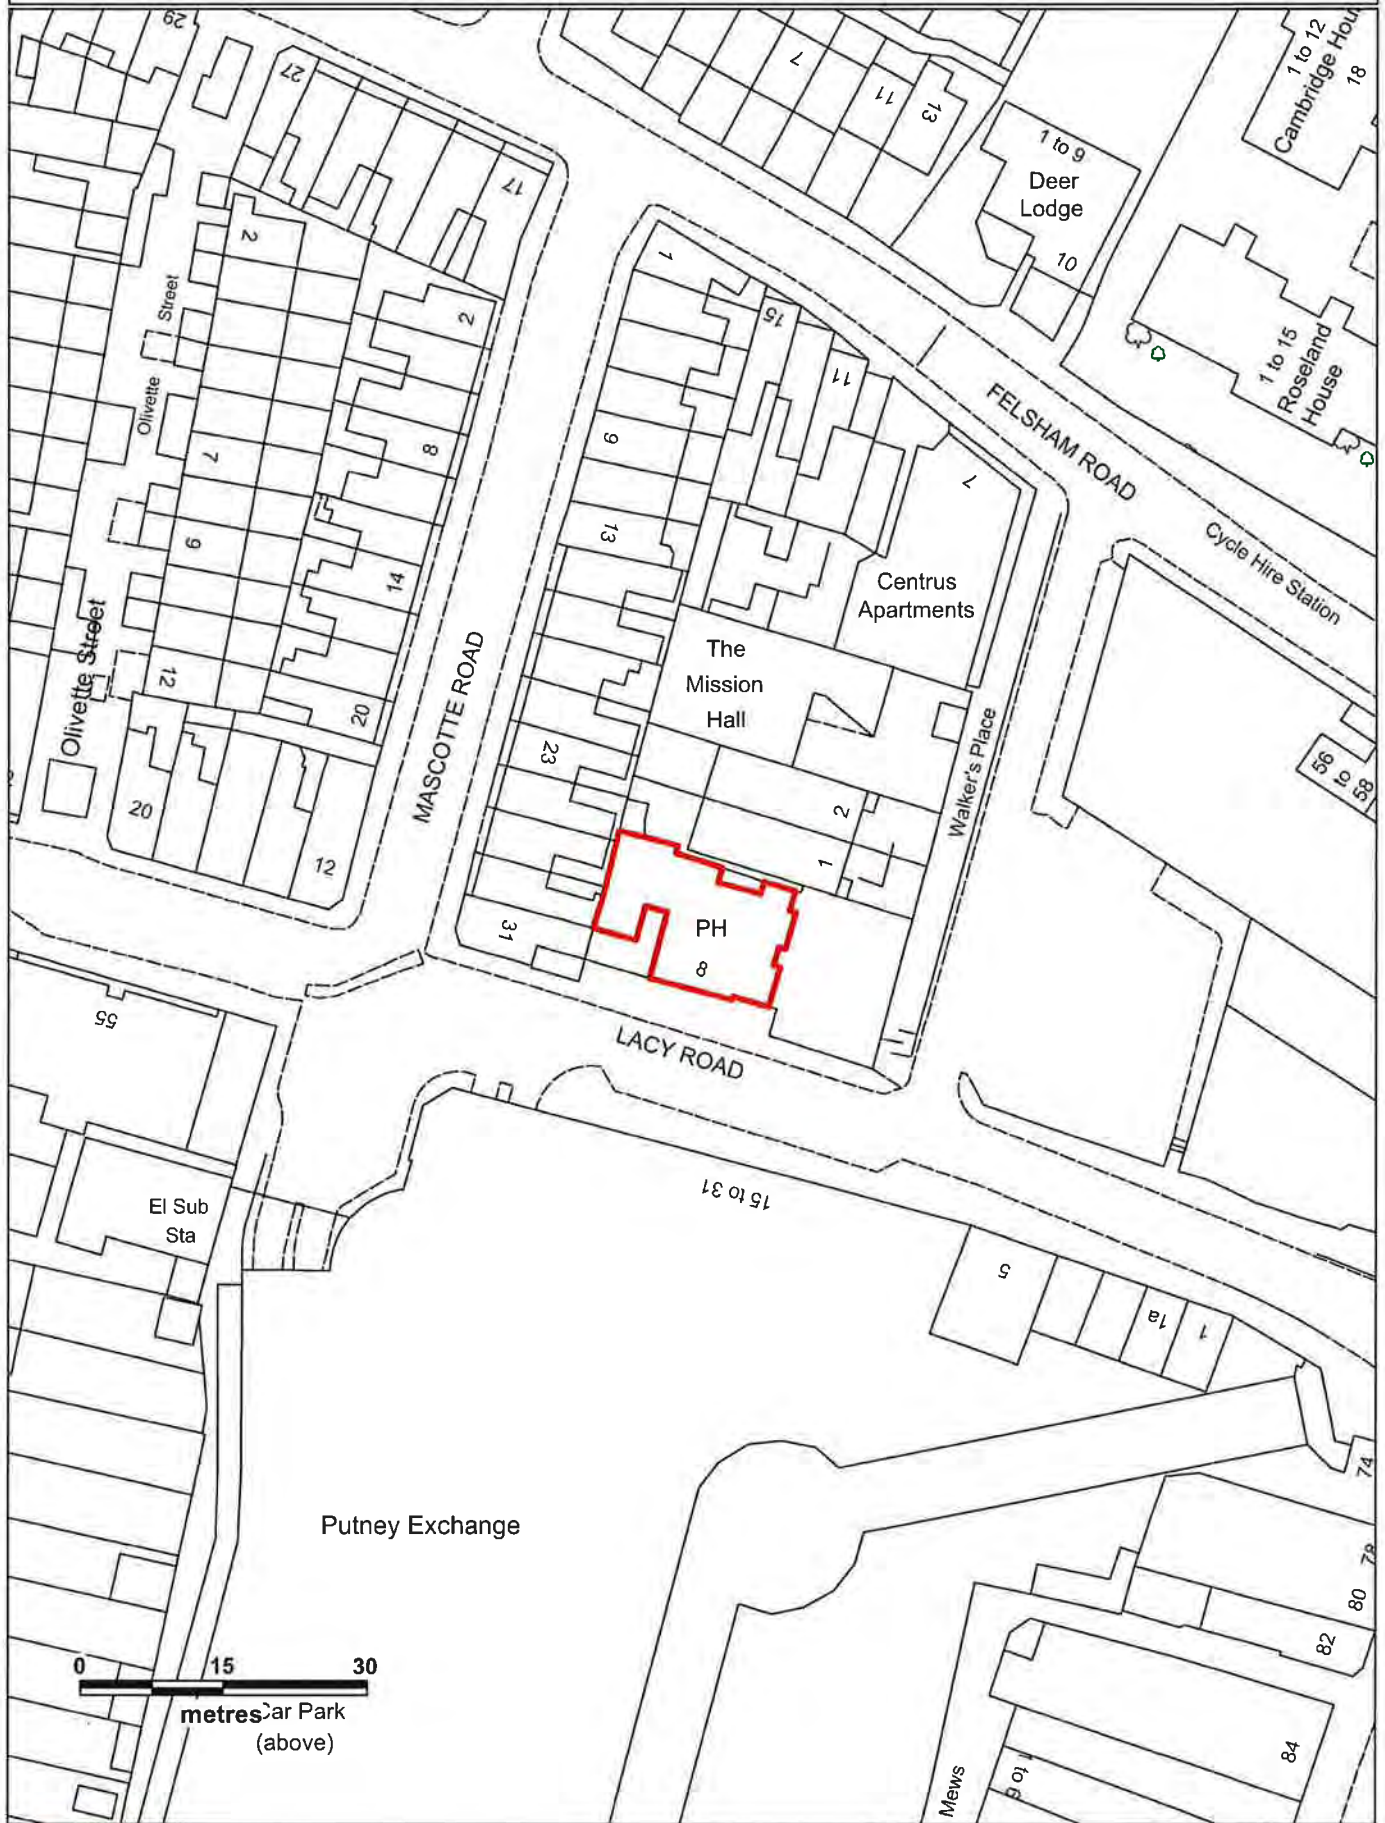 29
27
17
7
11
13
1 to 12
Cambridge Hou
18
1 to 9
Deer
Lodge
10
2
Street
2
1
15
11
1 to 15
Roseland
House
Olivette
8
9
7
FELSHAM ROAD
7
Cycle Hire Station
9
13
14
Centrus
Apartments
Olivette Street
12
20
MASCOTTE ROAD
The
Mission
Hall
23
Walker's Place
56
to
58
20
12
2
1
31
PH
8
55
LACY ROAD
15 to 31
El Sub
Sta
5
1a
1
74
Putney Exchange
78
80
82
84
0 15 30
metres
Car Park
(above)
Mews
1 to 6